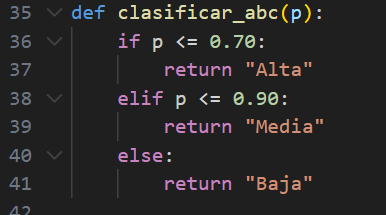 35 def clasificar_abc(p):
36     if p <= 0.70:
37         return "Alta"
38     elif p <= 0.90:
39         return "Media"
40     else:
41         return "Baja"
42